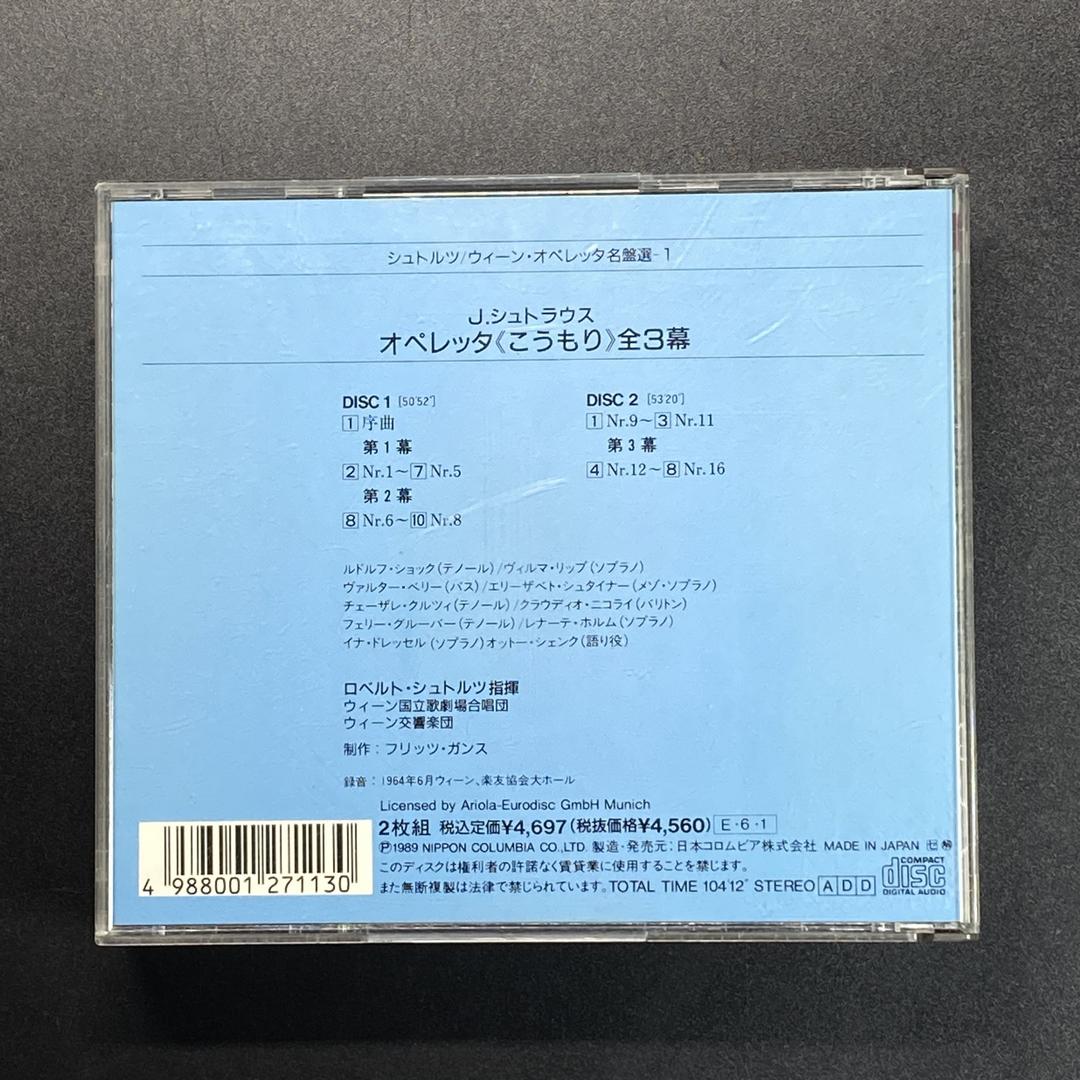 シュトルツ/ウィーン・オペレッタ名盤選-1
J.シュトラウス
オペレッタ《こうもり》全3幕
DISC 1 [50'52"]
1 序曲
第1幕
2 Nr.1～7 Nr.5
第2幕
8 Nr.6～10 Nr.8
DISC 2 [53'20"]
1 Nr.9～3 Nr.11
第3幕
4 Nr.12～8 Nr.16
ルドルフ・ショック(テノール)/ヴィルマ・リップ(ソプラノ)
ヴァルター・ベリー(バス)/エリーザベト・シュタイナー(メゾ・ソプラノ)
チェーザレ・クルツィ(テノール)/クラウディオ・ニコライ(バリトン)
フェリー・グルーバー(テノール)/レナーテ・ホルム(ソプラノ)
イナ・ドレッセル(ソプラノ)オットー・シェンク(語り役)
ロベルト・シュトルツ指揮
ウィーン国立歌劇場合唱団
ウィーン交響楽団
制作：フリッツ・ガンス
録音：1964年6月ウィーン、楽友協会大ホール
Licensed by Ariola-Eurodisc GmbH Munich
2枚組 税込定価¥4,697(税抜価格¥4,560) E・6・1
Ⓟ1989 NIPPON COLUMBIA CO.,LTD. 製造・発売元：日本コロムビア株式会社 MADE IN JAPAN
このディスクは権利者の許諾なく賃貸業に使用することを禁じます。
また無断複製は法律で禁じられています。TOTAL TIME 104'12" STEREO A D D
COMPACT disc DIGITAL AUDIO
4 988001 271130